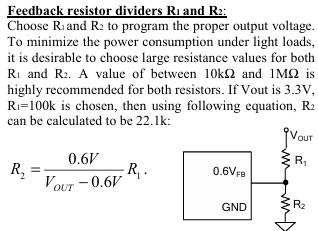 Feedback resistor dividers R1 and R2:
Choose R1 and R2 to program the proper output voltage.
To minimize the power consumption under light loads,
it is desirable to choose large resistance values for both
R1 and R2. A value of between 10kΩ and 1MΩ is
highly recommended for both resistors. If Vout is 3.3V,
R1=100k is chosen, then using following equation, R2
can be calculated to be 22.1k:
R2 = 0.6V / (VOUT − 0.6V) R1 .
VOUT
R1
0.6VFB
GND
R2